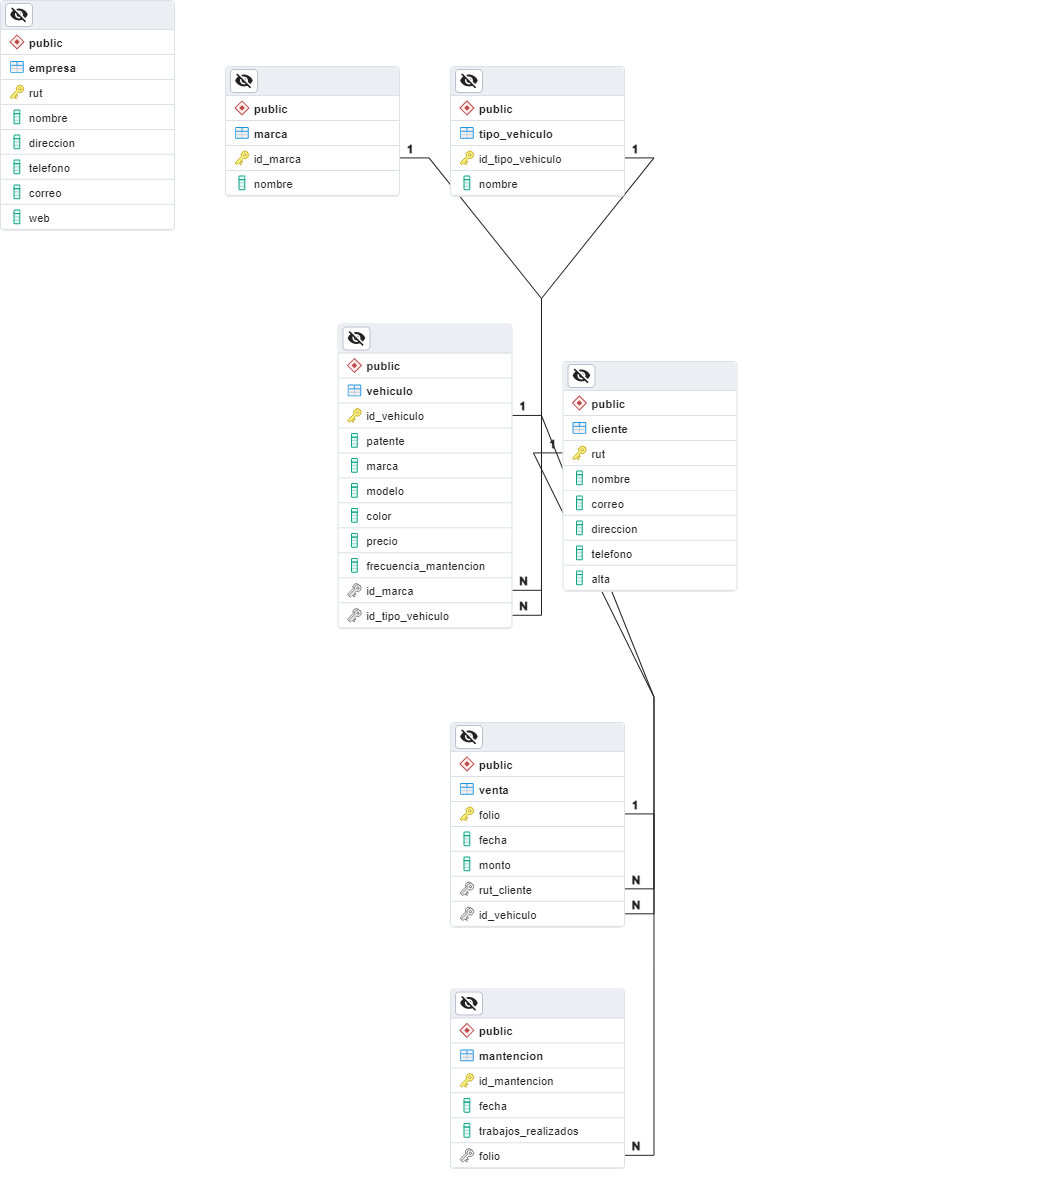 public
empresa
rut
nombre
direccion
telefono
correo
web
public
marca
id_marca
nombre
1
public
tipo_vehiculo
id_tipo_vehiculo
nombre
1
public
vehiculo
id_vehiculo
patente
marca
modelo
color
precio
frecuencia_mantencion
id_marca
id_tipo_vehiculo
1
N
N
public
cliente
rut
nombre
correo
direccion
telefono
alta
1
public
venta
folio
fecha
monto
rut_cliente
id_vehiculo
1
N
N
public
mantencion
id_mantencion
fecha
trabajos_realizados
folio
N